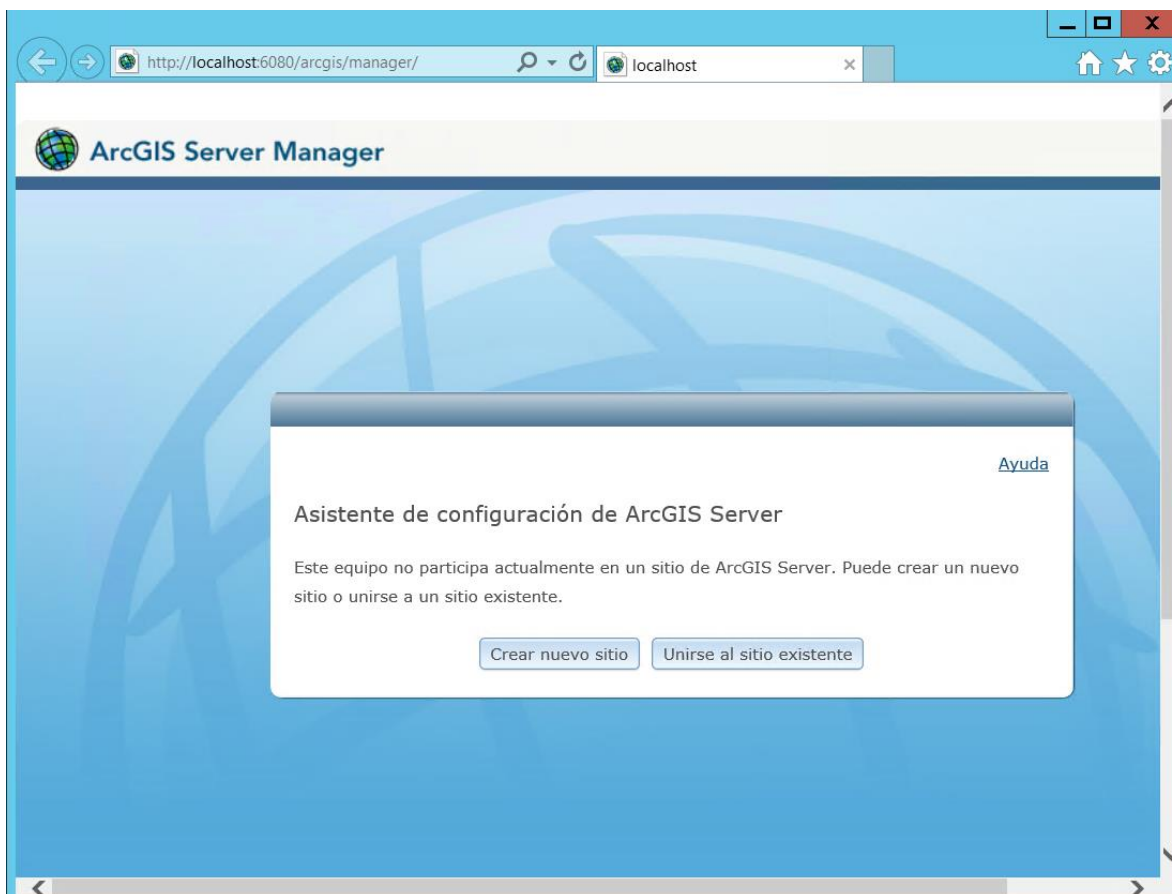 http://localhost:6080/arcgis/manager/
localhost
ArcGIS Server Manager
Ayuda
Asistente de configuración de ArcGIS Server
Este equipo no participa actualmente en un sitio de ArcGIS Server. Puede crear un nuevo
sitio o unirse a un sitio existente.
Crear nuevo sitio
Unirse al sitio existente